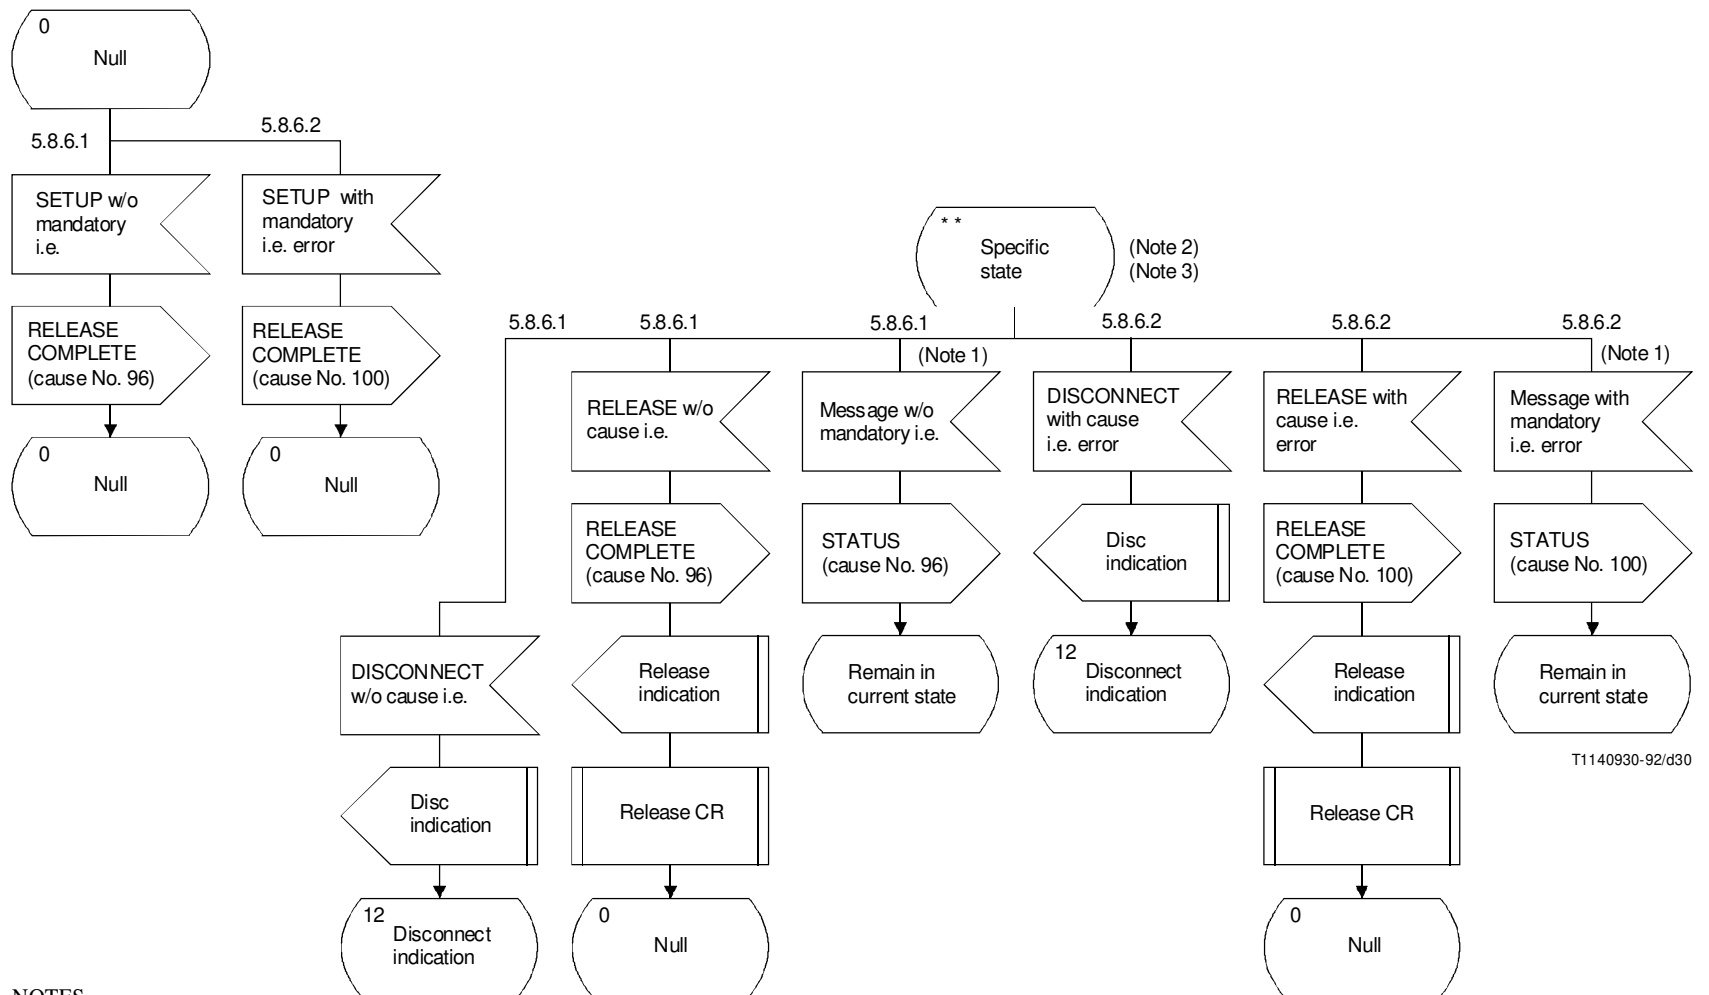 0
Null
5.8.6.1
5.8.6.2
SETUP w/o
mandatory
i.e.
SETUP with
mandatory
i.e. error
RELEASE
COMPLETE
(cause No. 96)
RELEASE
COMPLETE
(cause No. 100)
0
Null
0
Null
* *
Specific
state
(Note 2)
(Note 3)
5.8.6.1
5.8.6.1
5.8.6.1
5.8.6.2
5.8.6.2
5.8.6.2
(Note 1)
(Note 1)
RELEASE w/o
cause i.e.
Message w/o
mandatory i.e.
DISCONNECT
with cause
i.e. error
RELEASE with
cause i.e.
error
Message with
mandatory
i.e. error
RELEASE
COMPLETE
(cause No. 96)
STATUS
(cause No. 96)
Disc
indication
RELEASE
COMPLETE
(cause No. 100)
STATUS
(cause No. 100)
DISCONNECT
w/o cause i.e.
Release
indication
Remain in
current state
12
Disconnect
indication
Release
indication
Remain in
current state
T1140930-92/d30
Disc
indication
Release CR
Release CR
12
Disconnect
indication
0
Null
0
Null
NOTES